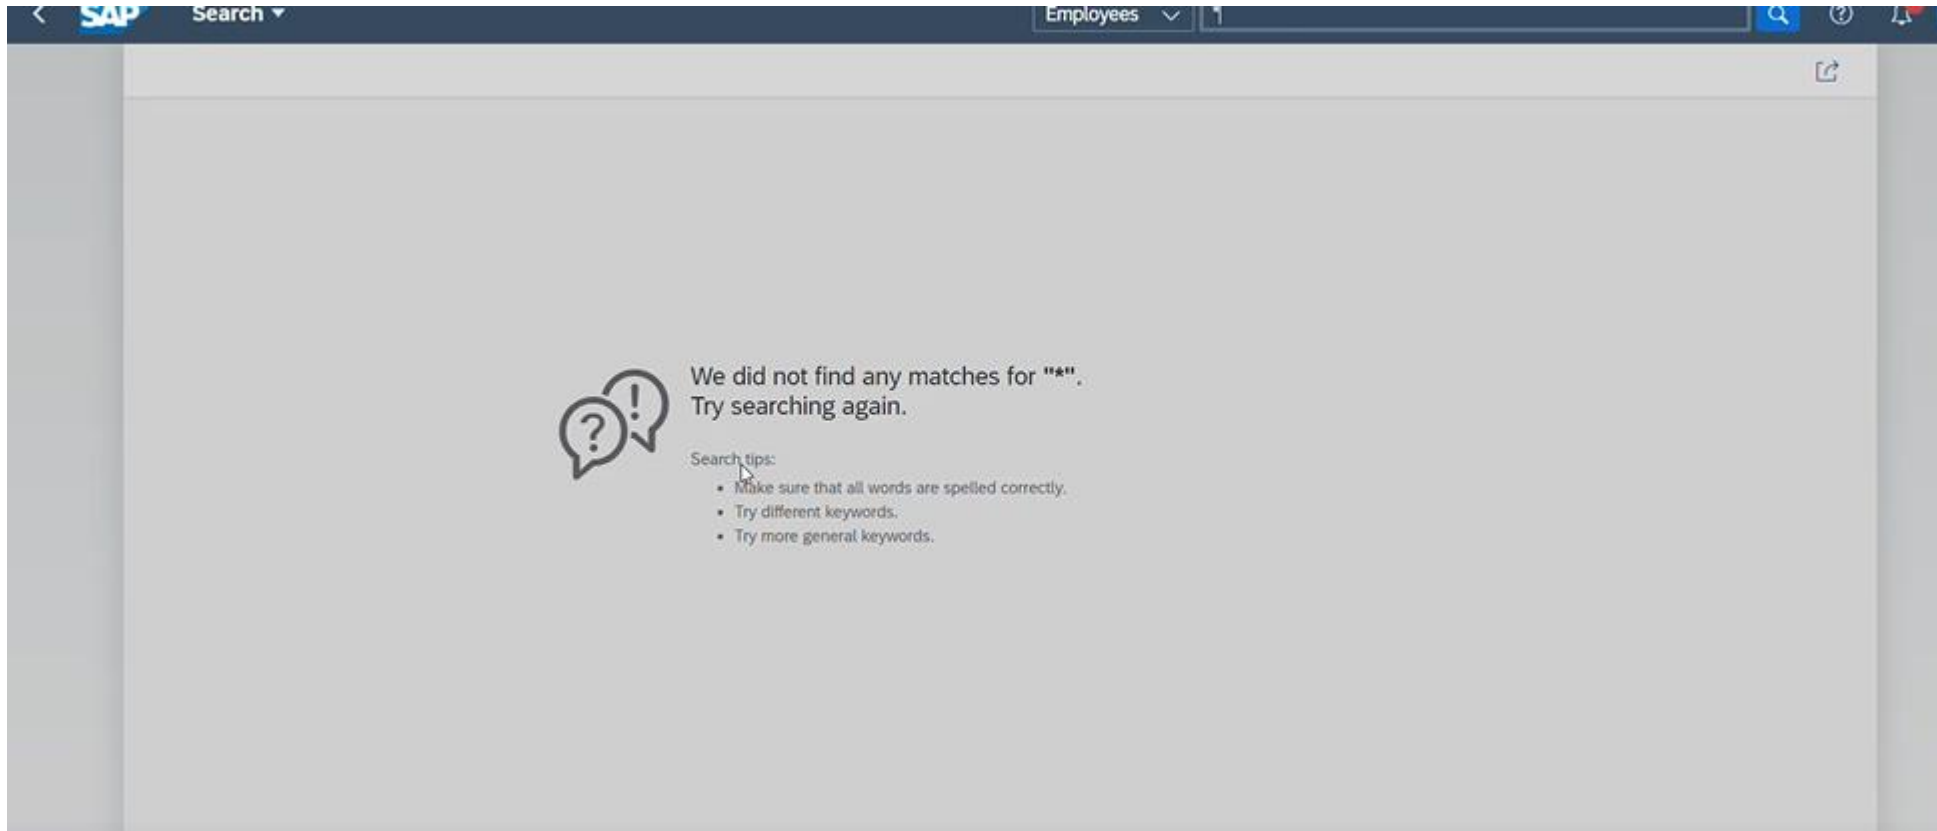 SAP Search
Employees *
We did not find any matches for "*".
Try searching again.
Search tips:
• Make sure that all words are spelled correctly.
• Try different keywords.
• Try more general keywords.